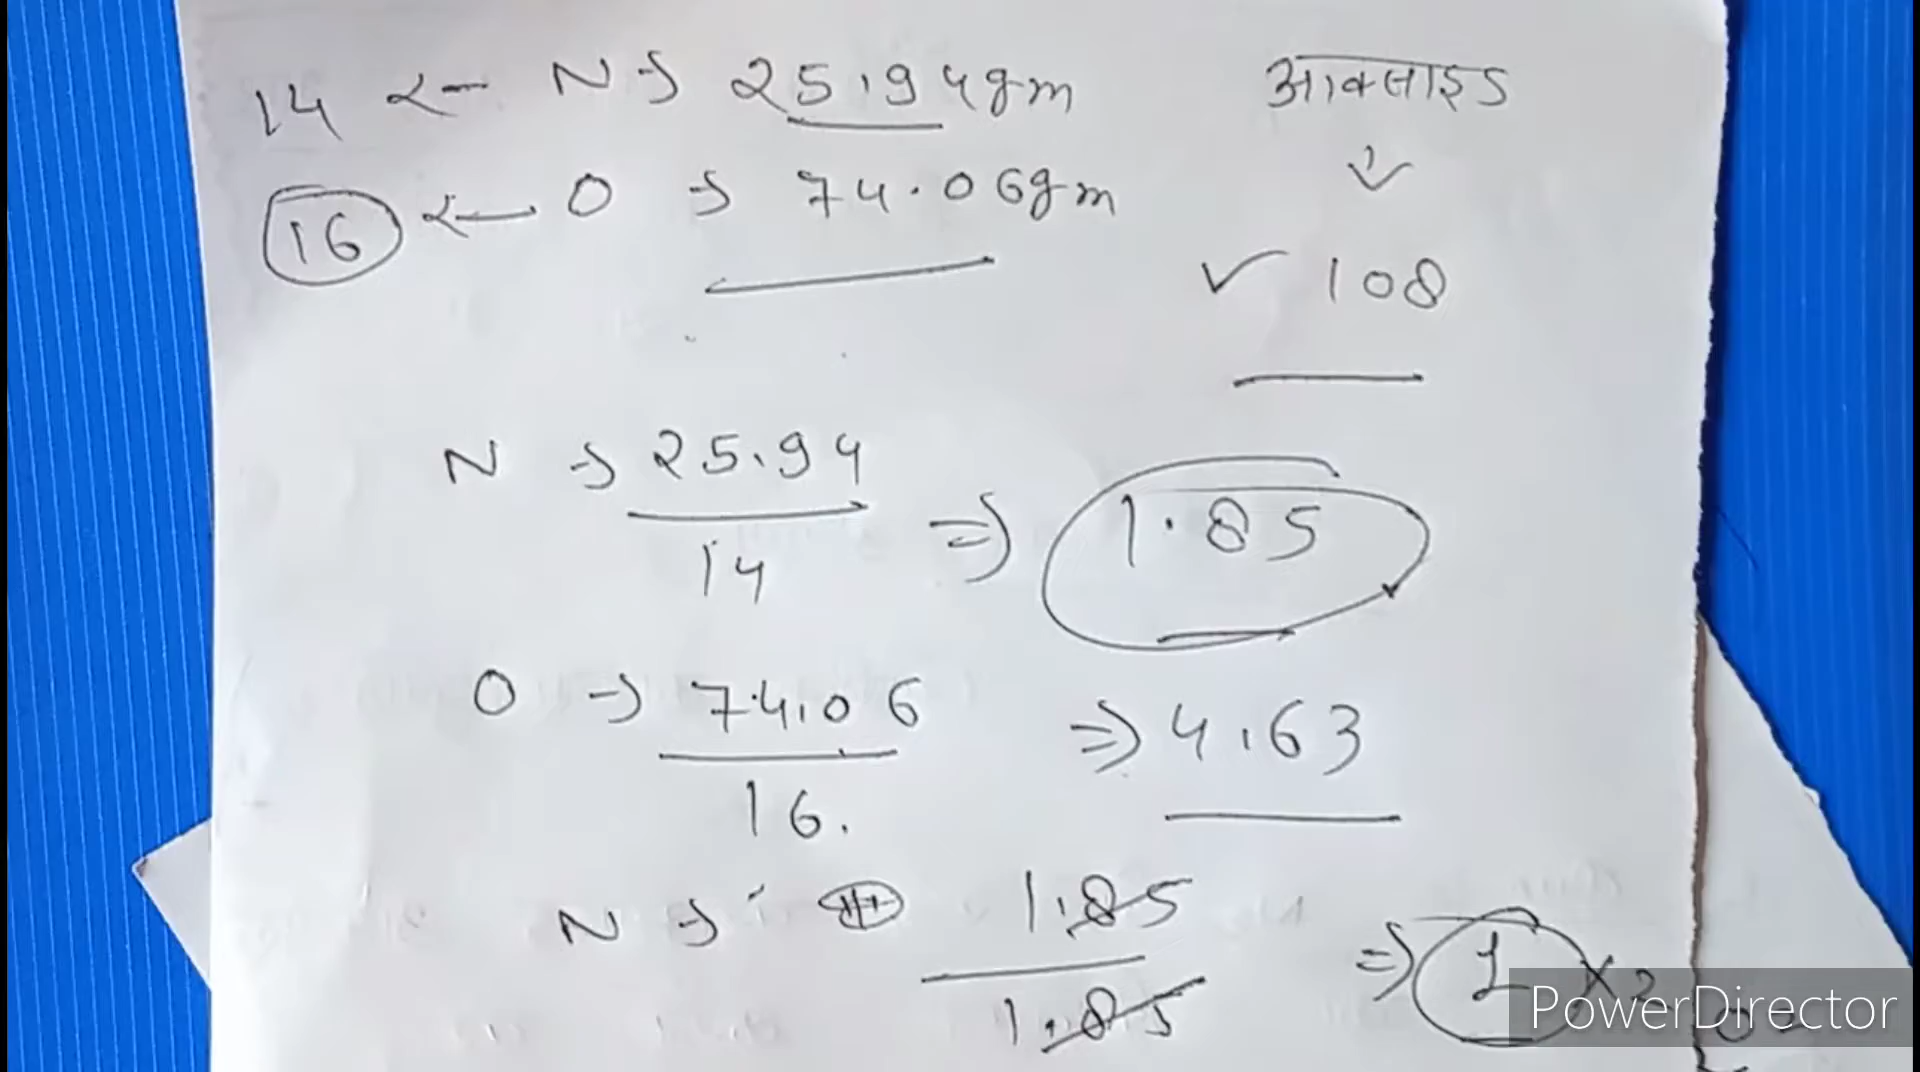 14 ← N → 25.94gm आक्साइड
16 ← O → 74.06gm
✓ 108
N → 25.94 / 14 ⇒ 1.85
O → 74.06 / 16. ⇒ 4.63
N → 1.85 / 1.85 ⇒ 1 × 2
PowerDirector